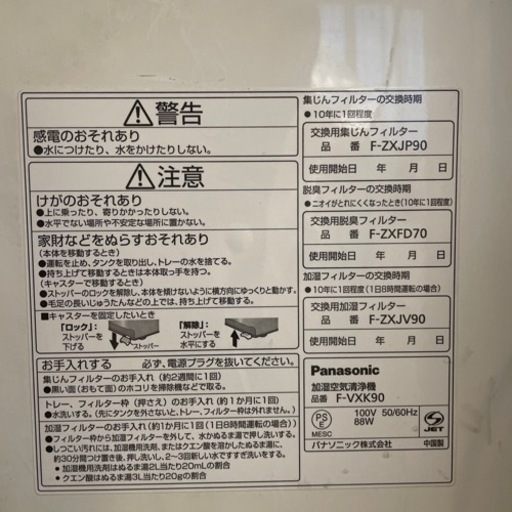 ⚠警告
感電のおそれあり
●水につけたり、水をかけたりしない。
⚠注意
けがのおそれあり
●上に乗ったり、寄りかかったりしない。
●水平でない場所や不安定な場所に置かない。
家財などをぬらすおそれあり
(本体を移動するとき)
●運転を止め、タンクを取り出し、トレーの水を捨てる。
●持ち上げて移動するときは本体取っ手を持つ。
(キャスターで移動するとき)
●ストッパーのロックを解除し、本体を傾けないように横方向にゆっくりと動かす。
●毛足の長いじゅうたんなどの上では、持ち上げて移動する。
■キャスターを固定したいとき
「ロック」:
ストッパーを
下げる
ストッパー
「解除」:
ストッパーを
水平にする
お手入れする 必ず、電源プラグを抜いてください。
集じんフィルターのお手入れ (約2週間に1回)
●黒い面(おもて面)のホコリを掃除機などで取る。
トレー、フィルター枠 (押さえ) のお手入れ (約1か月に1回)
●水洗いする。(先にタンクを外さないと、トレー、フィルター枠は外れません。)
加湿フィルターのお手入れ (約1か月に1回 (1日8時間運転の場合))
●フィルター枠から加湿フィルターを外して、水かぬるま湯で押し洗いする。
●しつこい汚れには、加湿機用洗剤、またはクエン酸を溶かしたぬるま湯に、
約30分間つけ置き後、押し洗いし、2～3回新しい水ですすぎ洗いをする。
• 加湿機用洗剤はぬるま湯2L当たり20mLの割合
• クエン酸はぬるま湯3L当たり20gの割合
集じんフィルターの交換時期
● 10年に1回程度
交換用集じんフィルター
品 番 F-ZXJP90
使用開始日 年 月 日
脱臭フィルターの交換時期
●ニオイがとれにくくなったとき(10年に1回程度)
交換用脱臭フィルター
品 番 F-ZXFD70
使用開始日 年 月 日
加湿フィルターの交換時期
●10年に1回程度 (1日8時間運転の場合)
交換用加湿フィルター
品 番 F-ZXJV90
使用開始日 年 月 日
Panasonic
加湿空気清浄機
品番 F-VXK90
PS
E
MESC
100V 50/60Hz
88W
JET
パナソニック株式会社
中国製